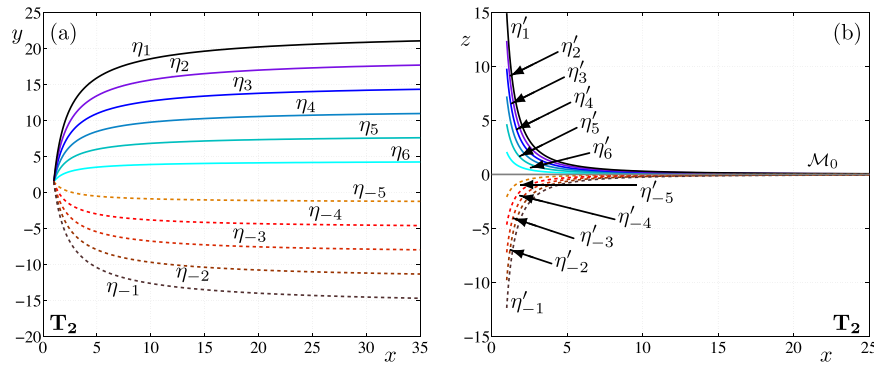 y (a)
25
20
15
10
5
0
−5
−10
−15
−20
η₁
η₂
η₃
η₄
η₅
η₆
η₋₅
η₋₄
η₋₃
η₋₂
η₋₁
T₂
0 5 10 15 20 25 30 35
x
z (b)
15
10
5
0
−5
−10
−15
η′₁
η′₂
η′₃
η′₄
η′₅
η′₆
M₀
η′₋₅
η′₋₄
η′₋₃
η′₋₂
η′₋₁
T₂
0 5 10 15 20 25
x